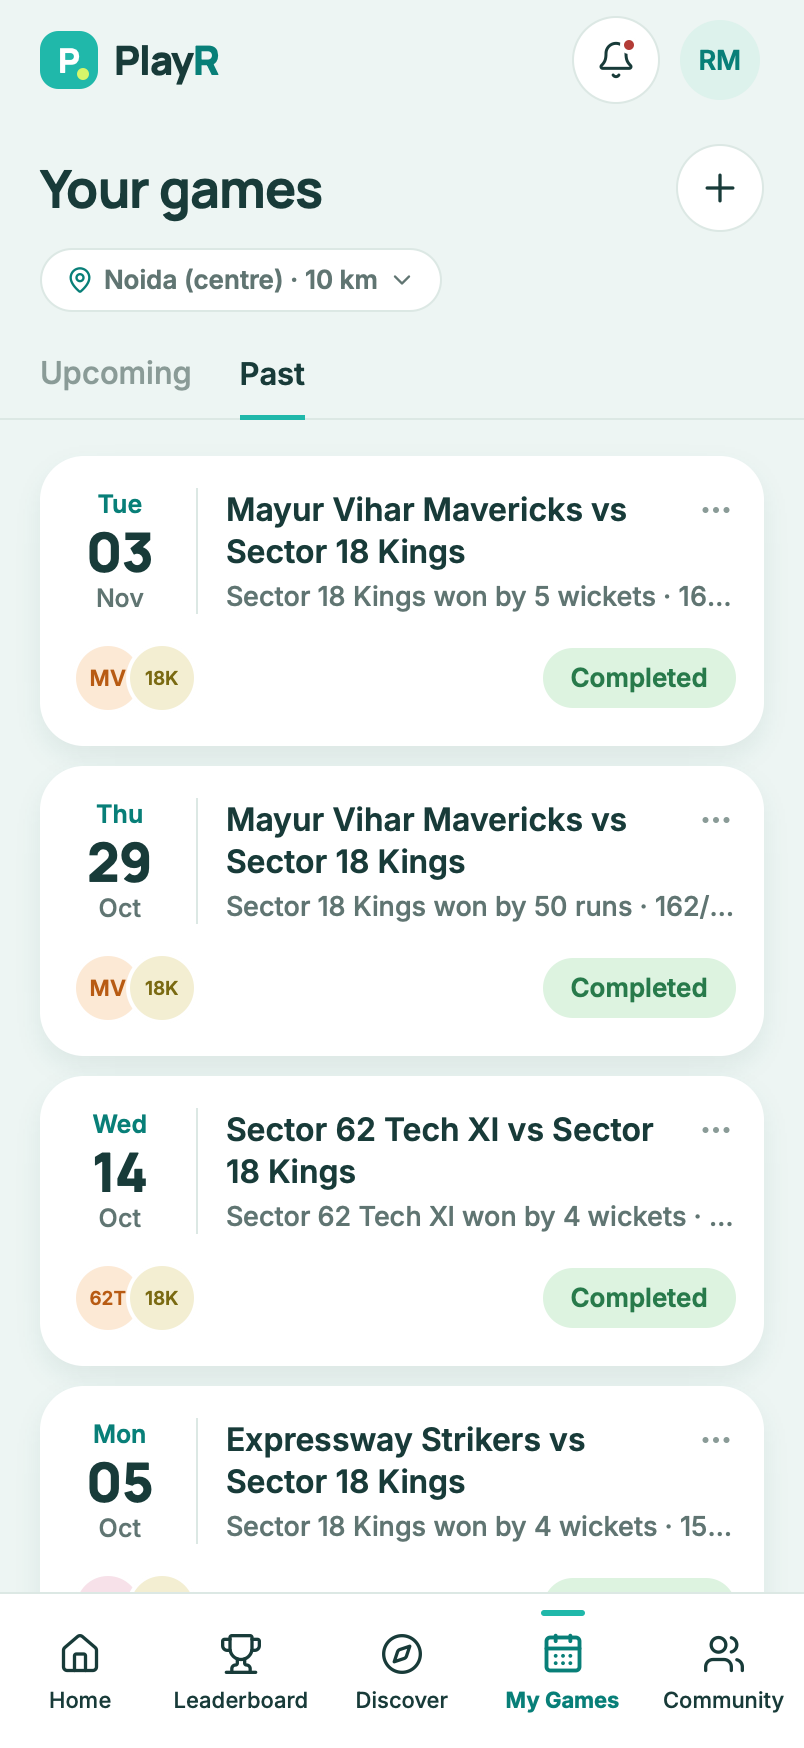 P.
PlayR
RM
Your games
Noida (centre) · 10 km
Upcoming
Past
Tue
03
Nov
Mayur Vihar Mavericks vs
Sector 18 Kings
Sector 18 Kings won by 5 wickets · 16...
MV
18K
Completed
Thu
29
Oct
Mayur Vihar Mavericks vs
Sector 18 Kings
Sector 18 Kings won by 50 runs · 162/...
MV
18K
Completed
Wed
14
Oct
Sector 62 Tech XI vs Sector
18 Kings
Sector 62 Tech XI won by 4 wickets · ...
62T
18K
Completed
Mon
05
Oct
Expressway Strikers vs
Sector 18 Kings
Sector 18 Kings won by 4 wickets · 15...
Home
Leaderboard
Discover
My Games
Community